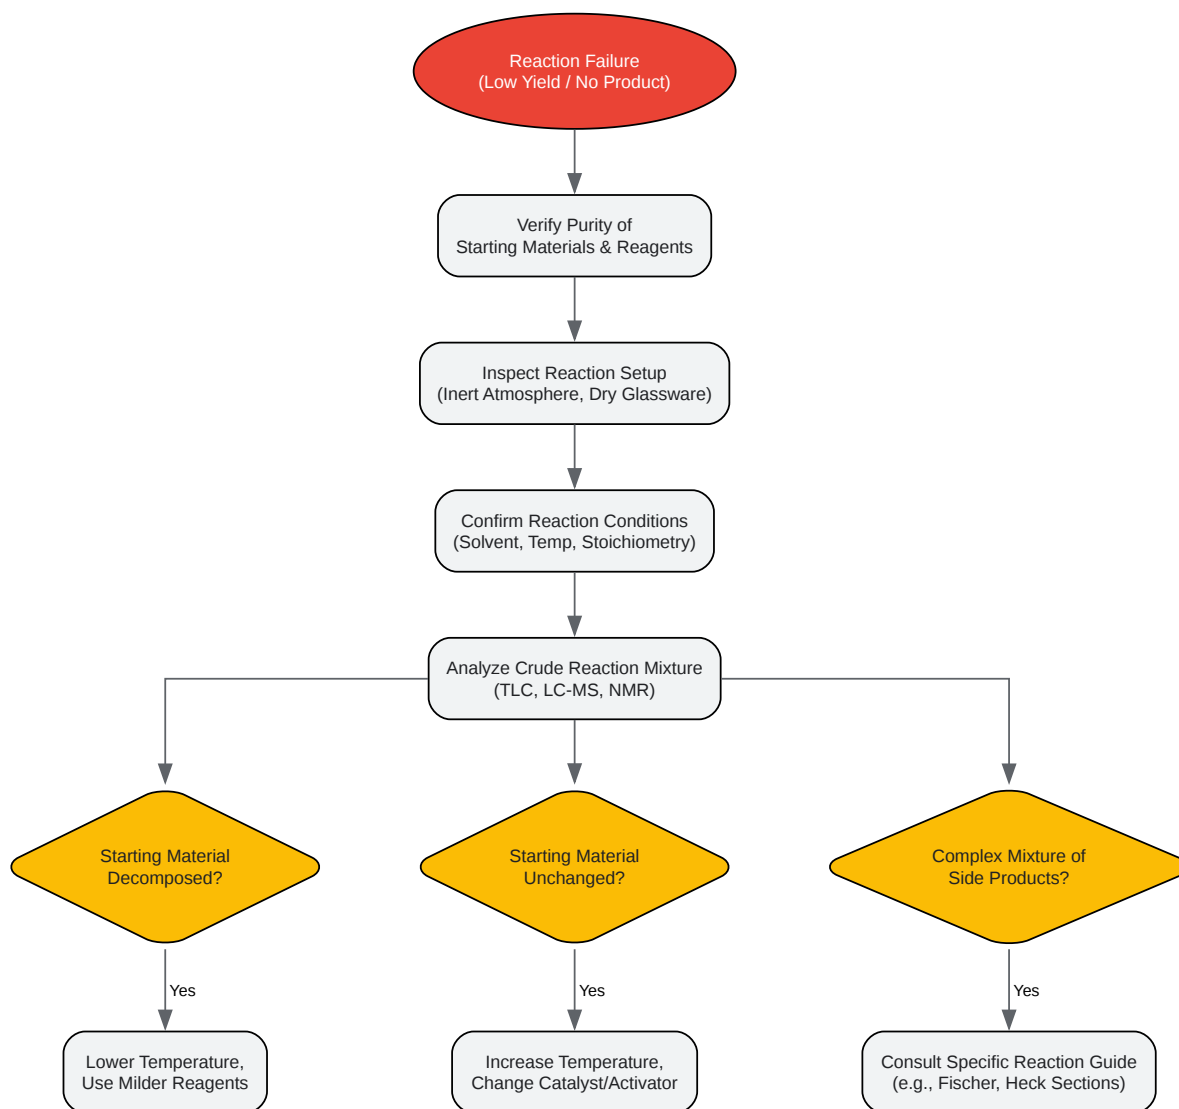 Reaction Failure
(Low Yield / No Product)
Verify Purity of
Starting Materials & Reagents
Inspect Reaction Setup
(Inert Atmosphere, Dry Glassware)
Confirm Reaction Conditions
(Solvent, Temp, Stoichiometry)
Analyze Crude Reaction Mixture
(TLC, LC-MS, NMR)
Starting Material
Decomposed?
Starting Material
Unchanged?
Complex Mixture of
Side Products?
Yes
Yes
Yes
Lower Temperature,
Use Milder Reagents
Increase Temperature,
Change Catalyst/Activator
Consult Specific Reaction Guide
(e.g., Fischer, Heck Sections)